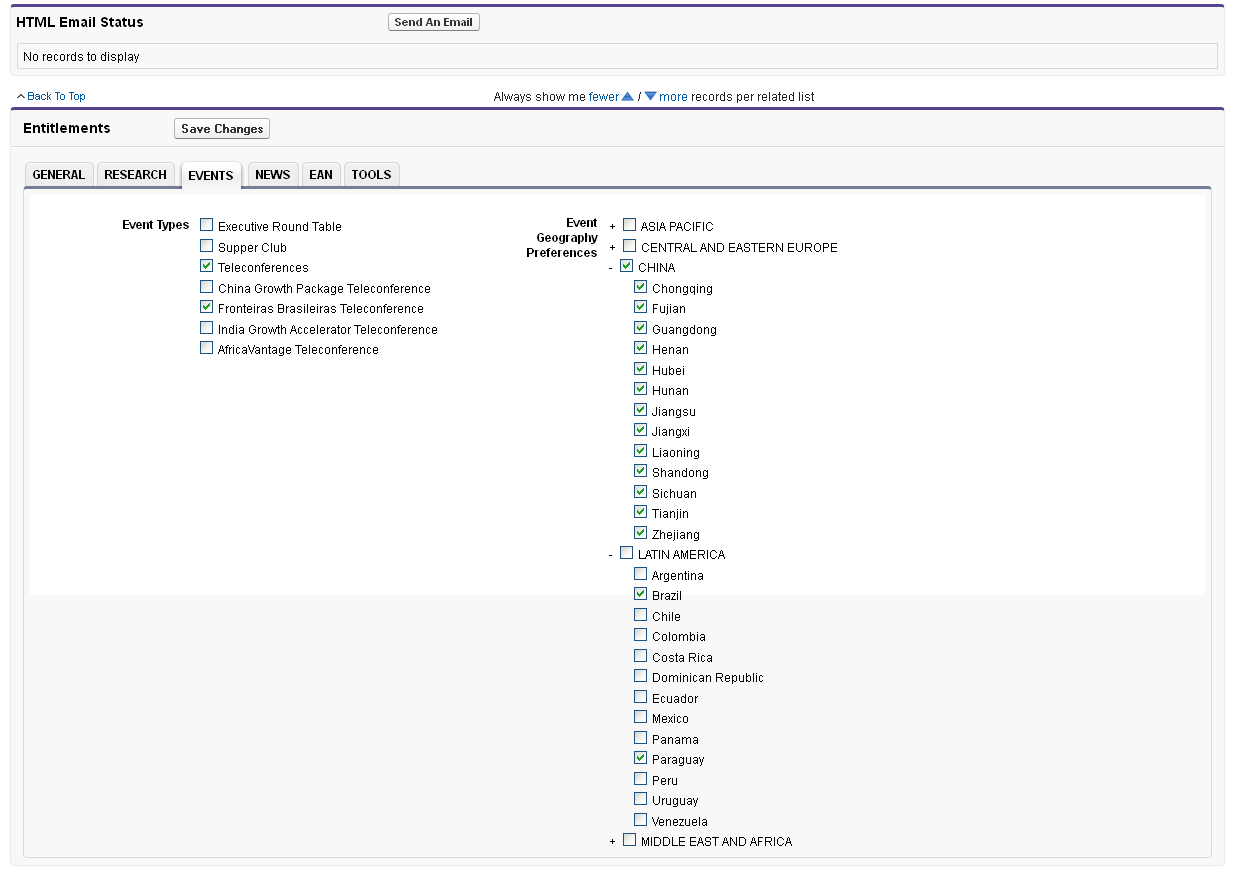 HTML Email Status
Send An Email
No records to display
Back To Top
Always show me fewer / more records per related list
Entitlements
Save Changes
GENERAL RESEARCH EVENTS NEWS EAN TOOLS
Event Types
Executive Round Table
Supper Club
Teleconferences
China Growth Package Teleconference
Fronteiras Brasileiras Teleconference
India Growth Accelerator Teleconference
AfricaVantage Teleconference
Event
Geography
Preferences
+ ASIA PACIFIC
+ CENTRAL AND EASTERN EUROPE
- CHINA
Chongqing
Fujian
Guangdong
Henan
Hubei
Hunan
Jiangsu
Jiangxi
Liaoning
Shandong
Sichuan
Tianjin
Zhejiang
- LATIN AMERICA
Argentina
Brazil
Chile
Colombia
Costa Rica
Dominican Republic
Ecuador
Mexico
Panama
Paraguay
Peru
Uruguay
Venezuela
+ MIDDLE EAST AND AFRICA